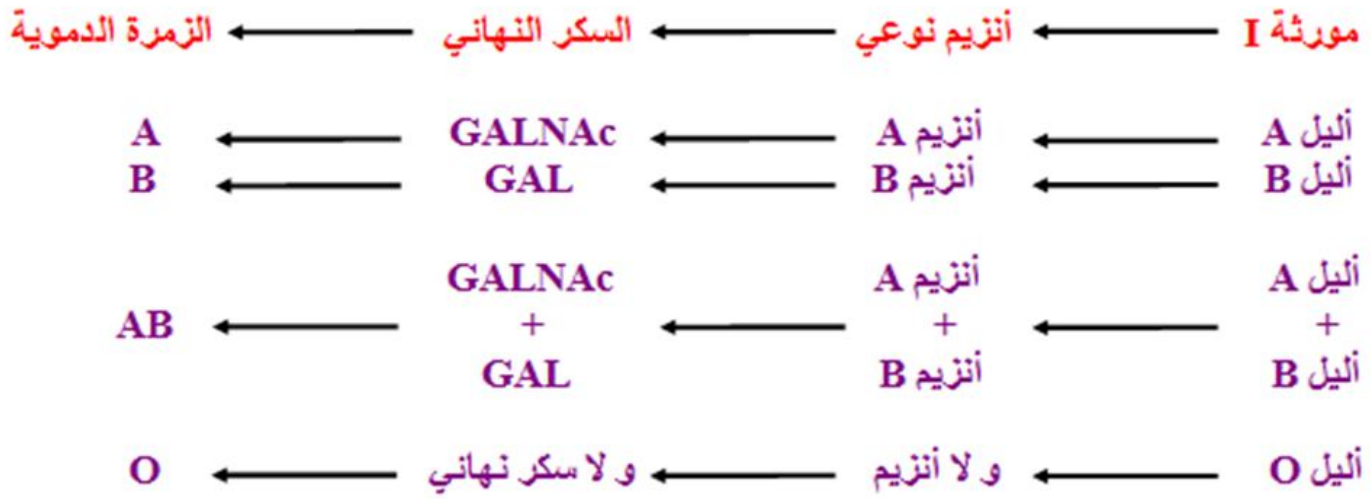 مورثة I ← أنزيم نوعي ← السكر النهائي ← الزمرة الدموية
أليل A ← أنزيم A ← GALNAc ← A
أليل B ← أنزيم B ← GAL ← B
أليل A أنزيم A GALNAc
+ ← + ← + ← AB
أليل B أنزيم B GAL
أليل O ← و لا أنزيم ← و لا سكر نهائي ← O